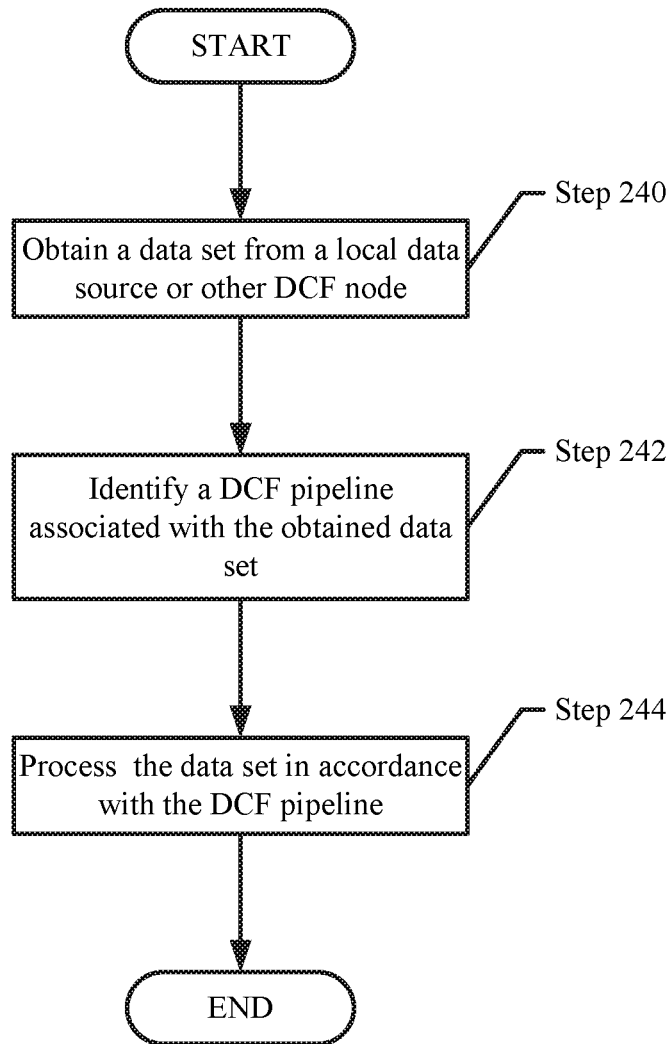 START
Step 240
Obtain a data set from a local data
source or other DCF node
Step 242
Identify a DCF pipeline
associated with the obtained data
set
Step 244
Process the data set in accordance
with the DCF pipeline
END